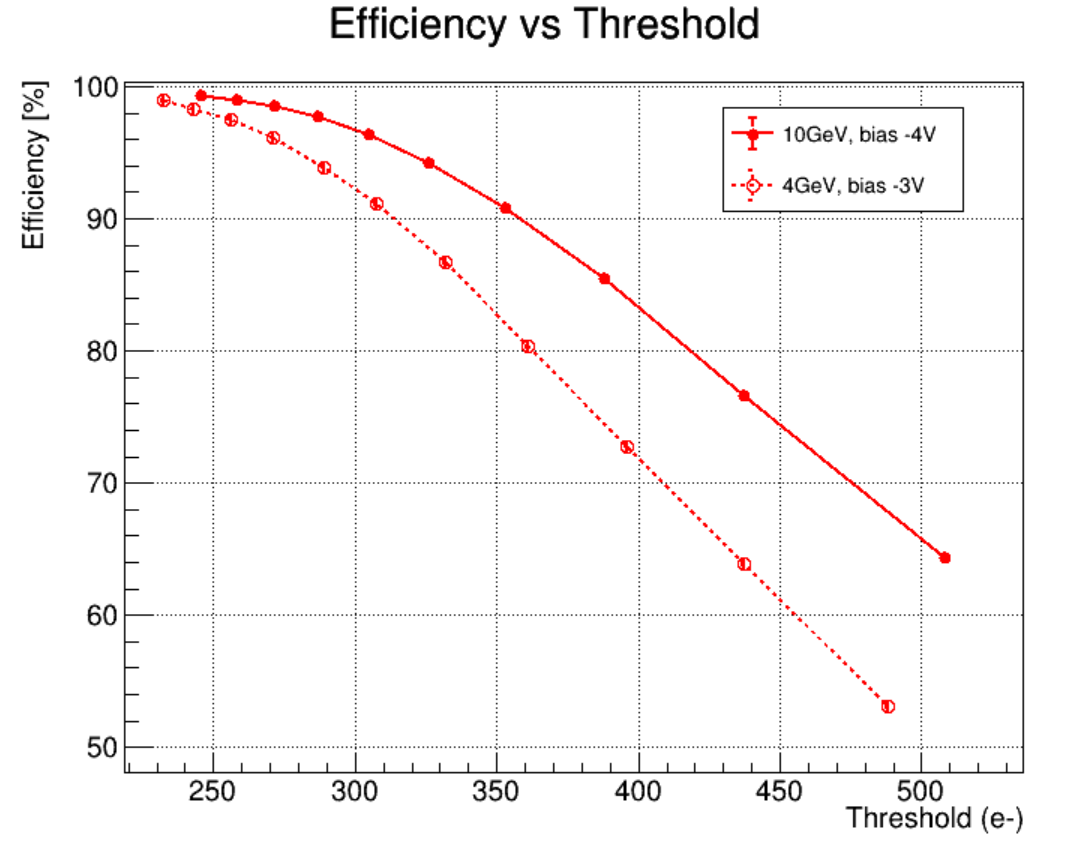 Efficiency vs Threshold
Efficiency [%]
100
90
80
70
60
50
10GeV, bias -4V
4GeV, bias -3V
250 300 350 400 450 500
Threshold (e-)